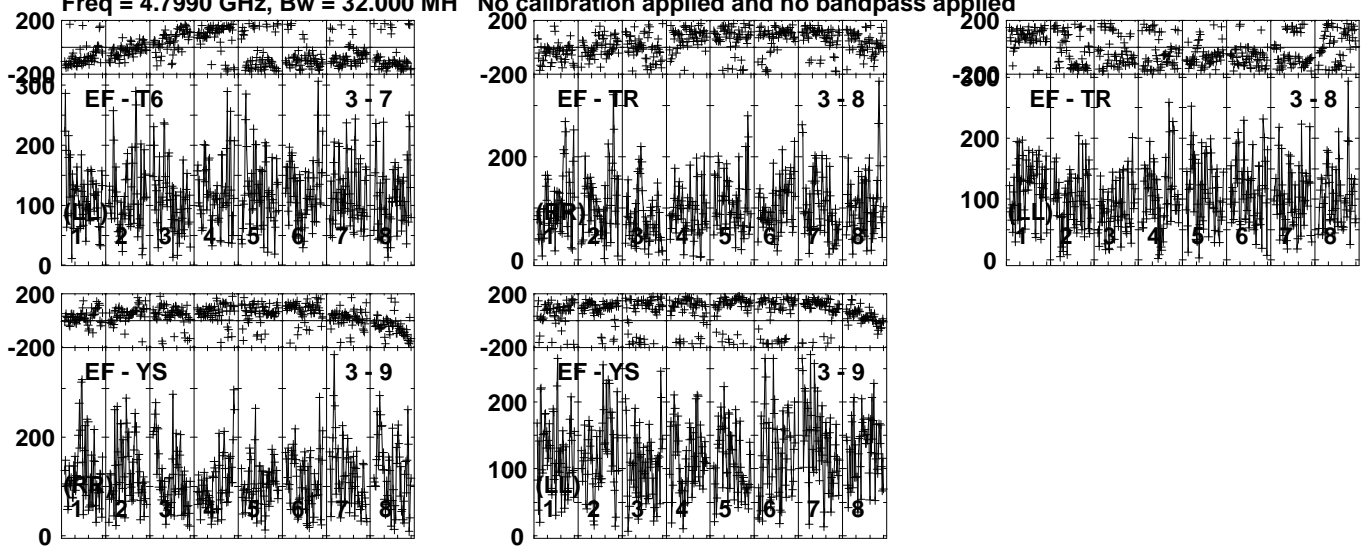 Freq = 4.7990 GHz, Bw = 32.000 MH No calibration applied and no bandpass applied
200 200 200
-200 -200 -200
300 300
EF - T6 3 - 7 EF - TR 3 - 8 EF - TR 3 - 8
200 200 200
100 100
(LL) (RR) (LL)
1 2 3 4 5 6 7 8 1 2 3 4 5 6 7 8 1 2 3 4 5 6 7 8
0 0 0
200 200
-200 -200
EF - YS 3 - 9 EF - YS 3 - 9
200 200
100
(RR) (LL)
1 2 3 4 5 6 7 8 1 2 3 4 5 6 7 8
0 0